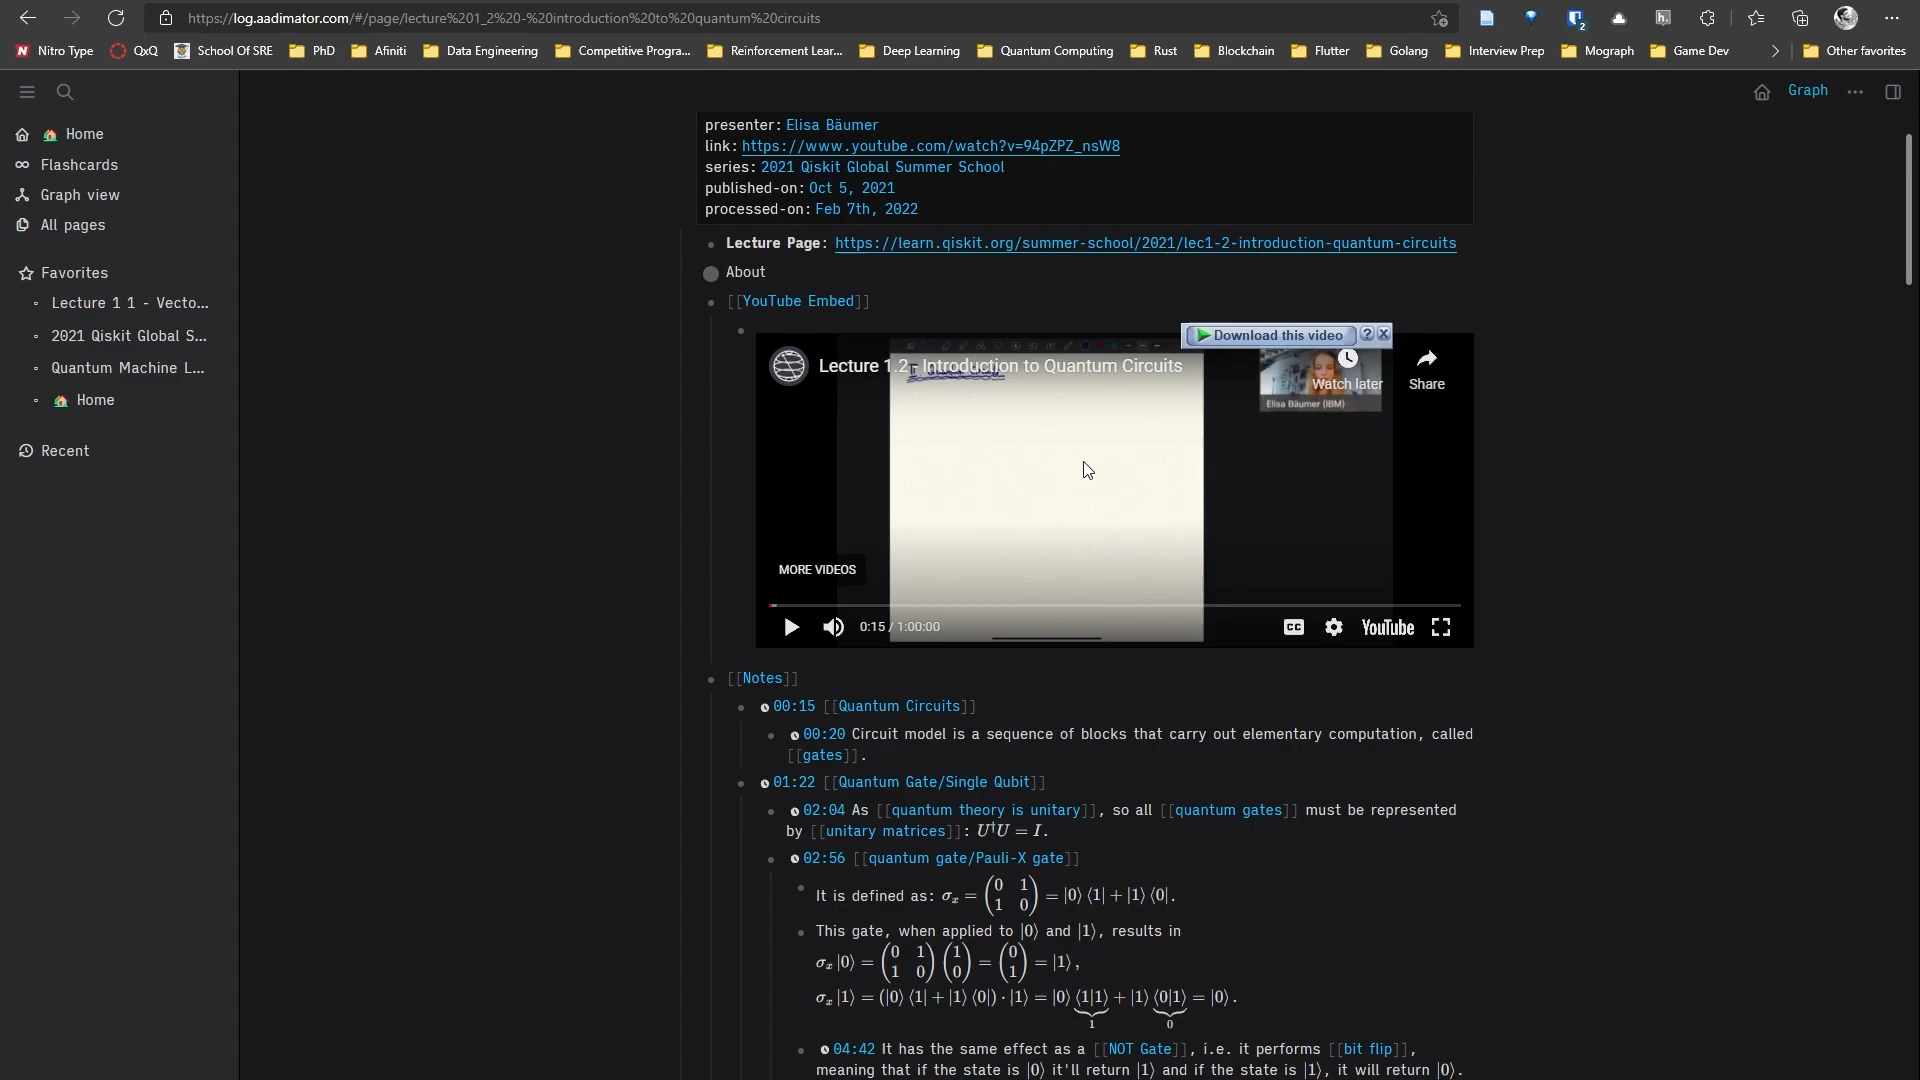 https://log.aadimator.com/#/page/lecture%201_2%20-%20introduction%20to%20quantum%20circuits
2
Nitro Type QxQ School Of SRE PhD Afiniti Data Engineering Competitive Progra... Reinforcement Lear... Deep Learning Quantum Computing Rust Blockchain Flutter Golang Interview Prep Mograph Game Dev Other favorites
Graph
Home
Flashcards
Graph view
All pages
Favorites
Lecture 1 1 - Vecto...
2021 Qiskit Global S...
Quantum Machine L...
Home
Recent
presenter: Elisa Bäumer
link: https://www.youtube.com/watch?v=94pZPZ_nsW8
series: 2021 Qiskit Global Summer School
published-on: Oct 5, 2021
processed-on: Feb 7th, 2022
Lecture Page: https://learn.qiskit.org/summer-school/2021/lec1-2-introduction-quantum-circuits
About
[[YouTube Embed]]
Download this video ? X
Lecture 1.2 - Introduction to Quantum Circuits
Watch later Share
Elisa Bäumer (IBM)
MORE VIDEOS
0:15 / 1:00:00 CC YouTube
[[Notes]]
00:15 [[Quantum Circuits]]
00:20 Circuit model is a sequence of blocks that carry out elementary computation, called
[[gates]].
01:22 [[Quantum Gate/Single Qubit]]
02:04 As [[quantum theory is unitary]], so all [[quantum gates]] must be represented
by [[unitary matrices]]: U†U = I.
02:56 [[quantum gate/Pauli-X gate]]
It is defined as: σx = (0 1 1 0) = |0⟩⟨1| + |1⟩⟨0|.
This gate, when applied to |0⟩ and |1⟩, results in
σx |0⟩ = (0 1 1 0) (1 0) = (0 1) = |1⟩,
σx |1⟩ = (|0⟩⟨1| + |1⟩⟨0|) · |1⟩ = |0⟩ ⟨1|1⟩ + |1⟩ ⟨0|1⟩ = |0⟩.
1 0
04:42 It has the same effect as a [[NOT Gate]], i.e. it performs [[bit flip]],
meaning that if the state is |0⟩ it'll return |1⟩ and if the state is |1⟩, it will return |0⟩.